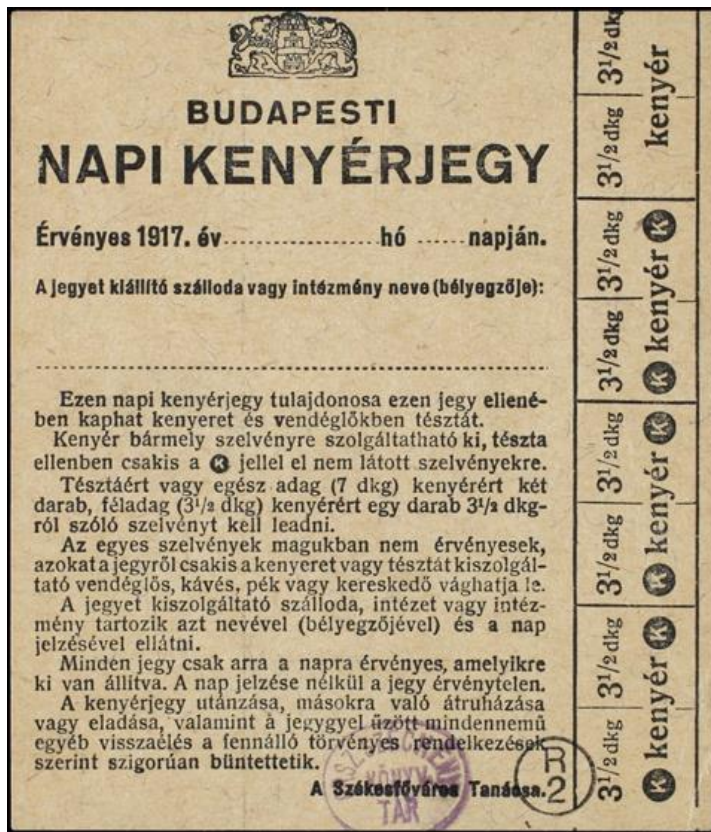 BUDAPESTI
NAPI KENYÉRJEGY
Érvényes 1917. év.......................hó ......napján.
A jegyet kiállító szálloda vagy intézmény neve (bélyegzője):
Ezen napi kenyérjegy tulajdonosa ezen jegy ellené-
ben kaphat kenyeret és vendéglőkben tésztát.
Kenyér bármely szelvényre szolgáltatható ki, tészta
ellenben csakis a K jellel el nem látott szelvényekre.
Tésztáért vagy egész adag (7 dkg) kenyérért két
darab, féladag (3½ dkg) kenyérért egy darab 3½ dkg-
ról szóló szelvényt kell leadni.
Az egyes szelvények magukban nem érvényesek,
azokat a jegyről csakis a kenyeret vagy tésztát kiszolgál-
tató vendéglős, kávés, pék vagy kereskedő vághatja le.
A jegyet kiszolgáltató szálloda, intézet vagy intéz-
mény tartozik azt nevével (bélyegzőjével) és a nap
jelzésével ellátni.
Minden jegy csak arra a napra érvényes, amelyikre
ki van állítva. A nap jelzése nélkül a jegy érvénytelen.
A kenyérjegy utánzása, másokra való átruházása
vagy eladása, valamint a jeggyel űzött mindennemű
egyéb visszaélés a fennálló törvényes rendelkezések
szerint szigorúan büntettetik.
A Székesfőváros Tanácsa.
R
2
KÖNYV
TÁR
3½ dkg 3½ dkg
kenyér
3½ dkg 3½ dkg
K kenyér K
3½ dkg 3½ dkg
K kenyér K
3½ dkg 3½ dkg
K kenyér K